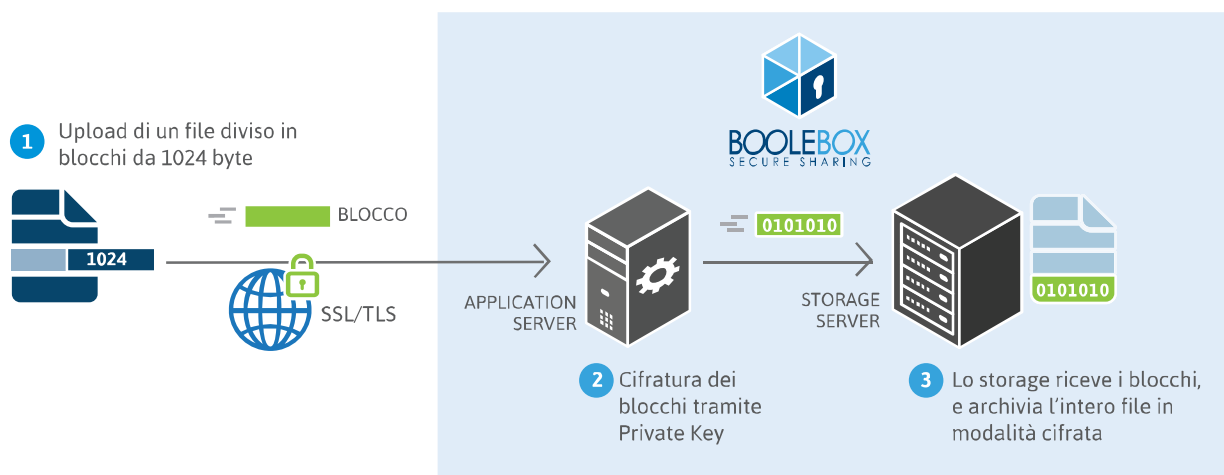 BOOLEBOX
SECURE SHARING
1
Upload di un file diviso in
blocchi da 1024 byte
BLOCCO
1024
SSL/TLS
APPLICATION
SERVER
0101010
STORAGE
SERVER
0101010
2
Cifratura dei
blocchi tramite
Private Key
3
Lo storage riceve i blocchi,
e archivia l'intero file in
modalità cifrata